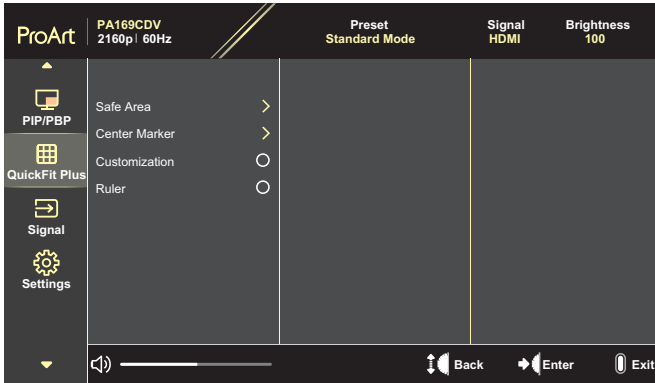 ProArt
PA169CDV
2160p| 60Hz
Preset
Standard Mode
Signal
HDMI
Brightness
100
PIP/PBP
QuickFit Plus
Signal
Settings
Safe Area
Center Marker
Customization
Ruler
Back
Enter
Exit